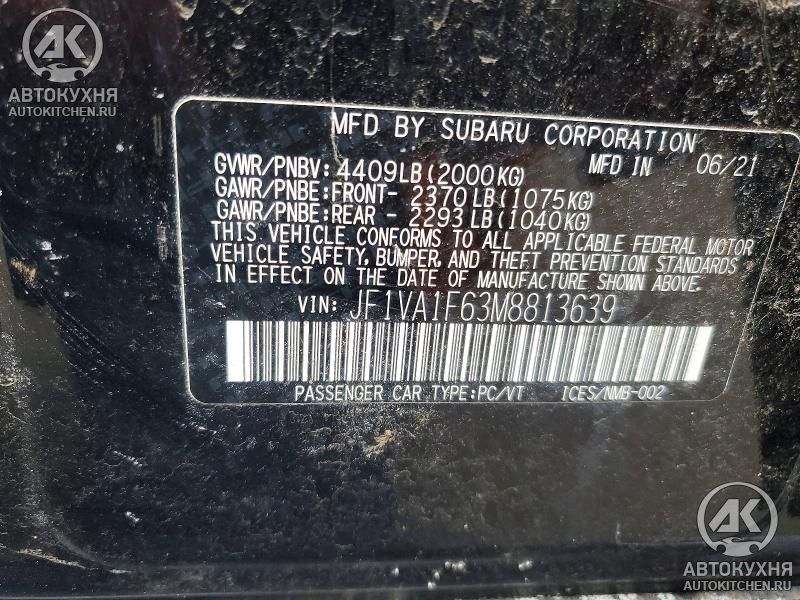 AK
АВТОКУХНЯ
AUTOKITCHEN.RU
MFD BY SUBARU CORPORATION
GVWR/PNBV: 4409LB(2000KG) MFD IN 06/21
GAWR/PNBE:FRONT- 2370LB(1075KG)
GAWR/PNBE:REAR - 2293LB(1040KG)
THIS VEHICLE CONFORMS TO ALL APPLICABLE FEDERAL MOTOR
VEHICLE SAFETY, BUMPER, AND THEFT PREVENTION STANDARDS
IN EFFECT ON THE DATE OF MANUFACTURE SHOWN ABOVE.
VIN: JF1VA1F63M8813639
PASSENGER CAR TYPE:PC/VT ICES/NMB-002
AK
АВТОКУХНЯ
AUTOKITCHEN.RU